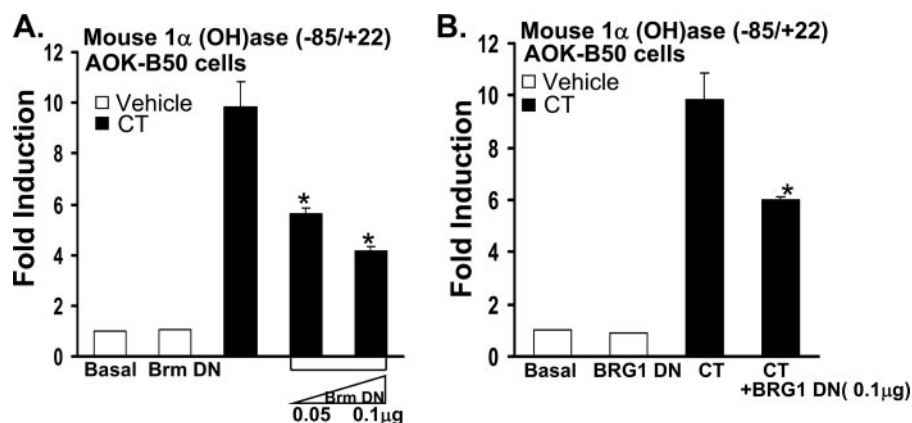 A.
Mouse 1α (OH)ase (-85/+22)
AOK-B50 cells
Vehicle
CT
Fold Induction
12
10
8
6
4
2
0
*
*
Basal Brm DN
Brm DN
0.05 0.1μg
B.
Mouse 1α (OH)ase (-85/+22)
AOK-B50 cells
Vehicle
CT
Fold Induction
12
10
8
6
4
2
0
*
Basal BRG1 DN CT CT
+BRG1 DN( 0.1μg)